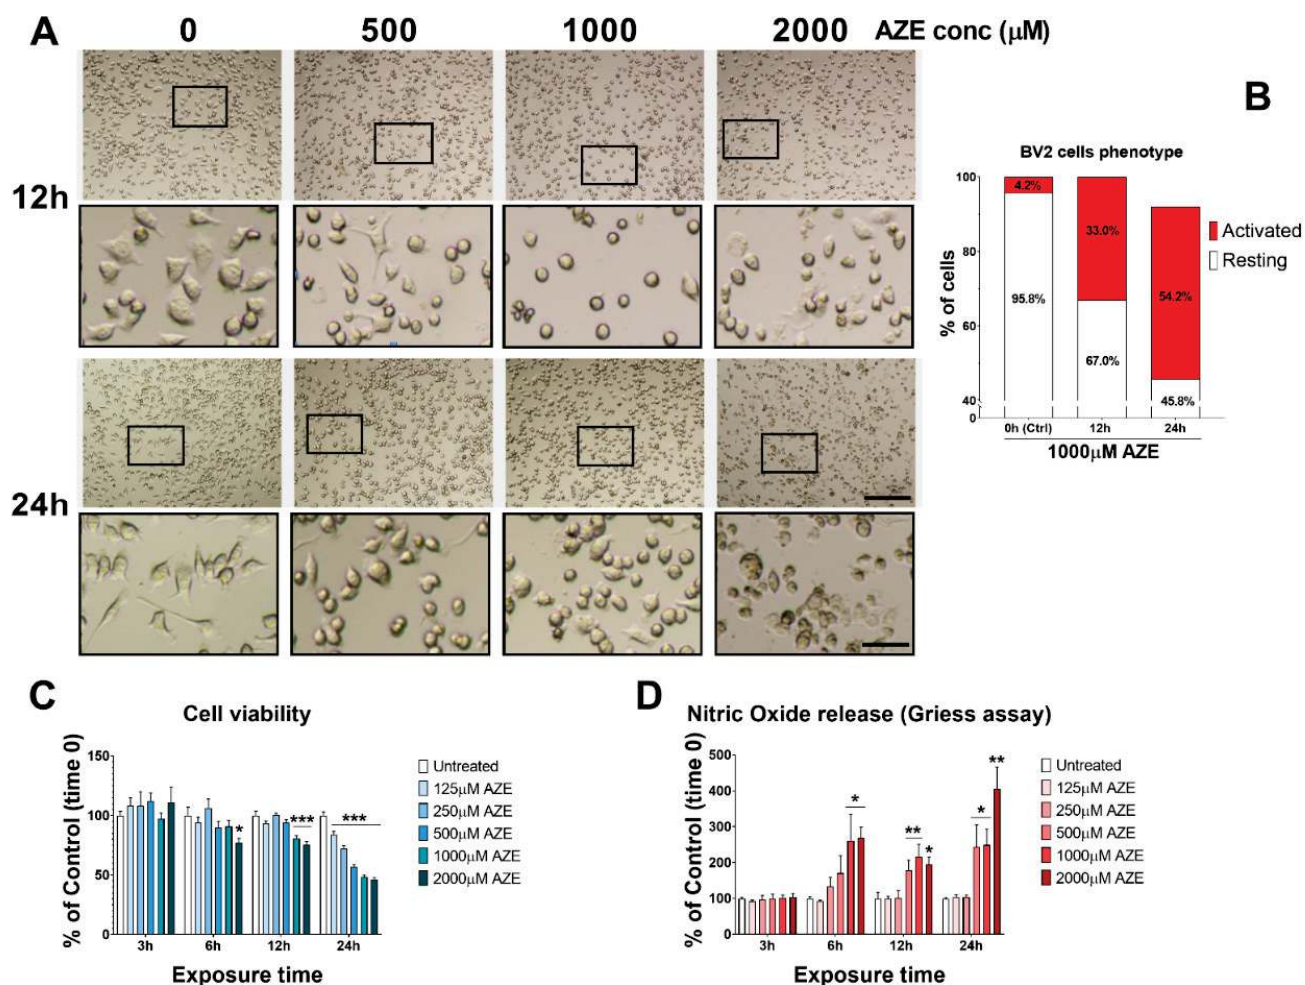 A
0 500 1000 2000 AZE conc (μM)
12h
24h
B
BV2 cells phenotype
% of cells
100
80
60
40
0
4.2%
95.8%
33.0%
67.0%
54.2%
45.8%
Activated
Resting
0h (Ctrl) 12h 24h
1000μM AZE
C
Cell viability
% of Control (time 0)
150
100
50
0
*
***
***
3h 6h 12h 24h
Exposure time
Untreated
125μM AZE
250μM AZE
500μM AZE
1000μM AZE
2000μM AZE
D
Nitric Oxide release (Griess assay)
% of Control (time 0)
500
400
300
200
100
0
*
**
*
*
**
3h 6h 12h 24h
Exposure time
Untreated
125μM AZE
250μM AZE
500μM AZE
1000μM AZE
2000μM AZE